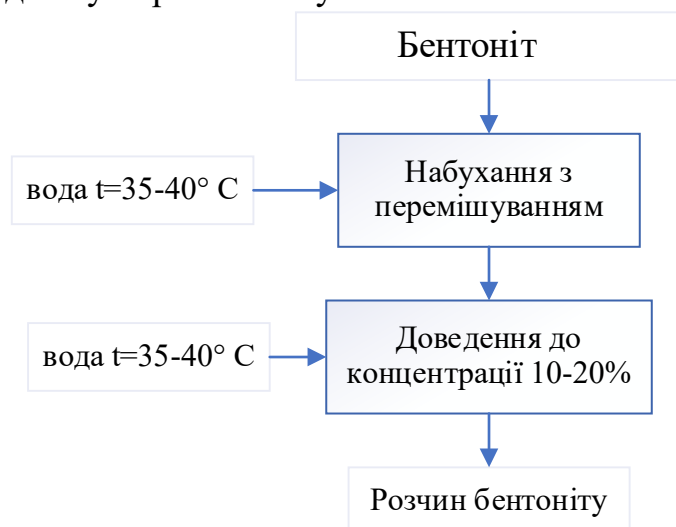 Бентоніт
вода t=35-40° С
Набухання з
перемішуванням
вода t=35-40° С
Доведення до
концентрації 10-20%
Розчин бентоніту